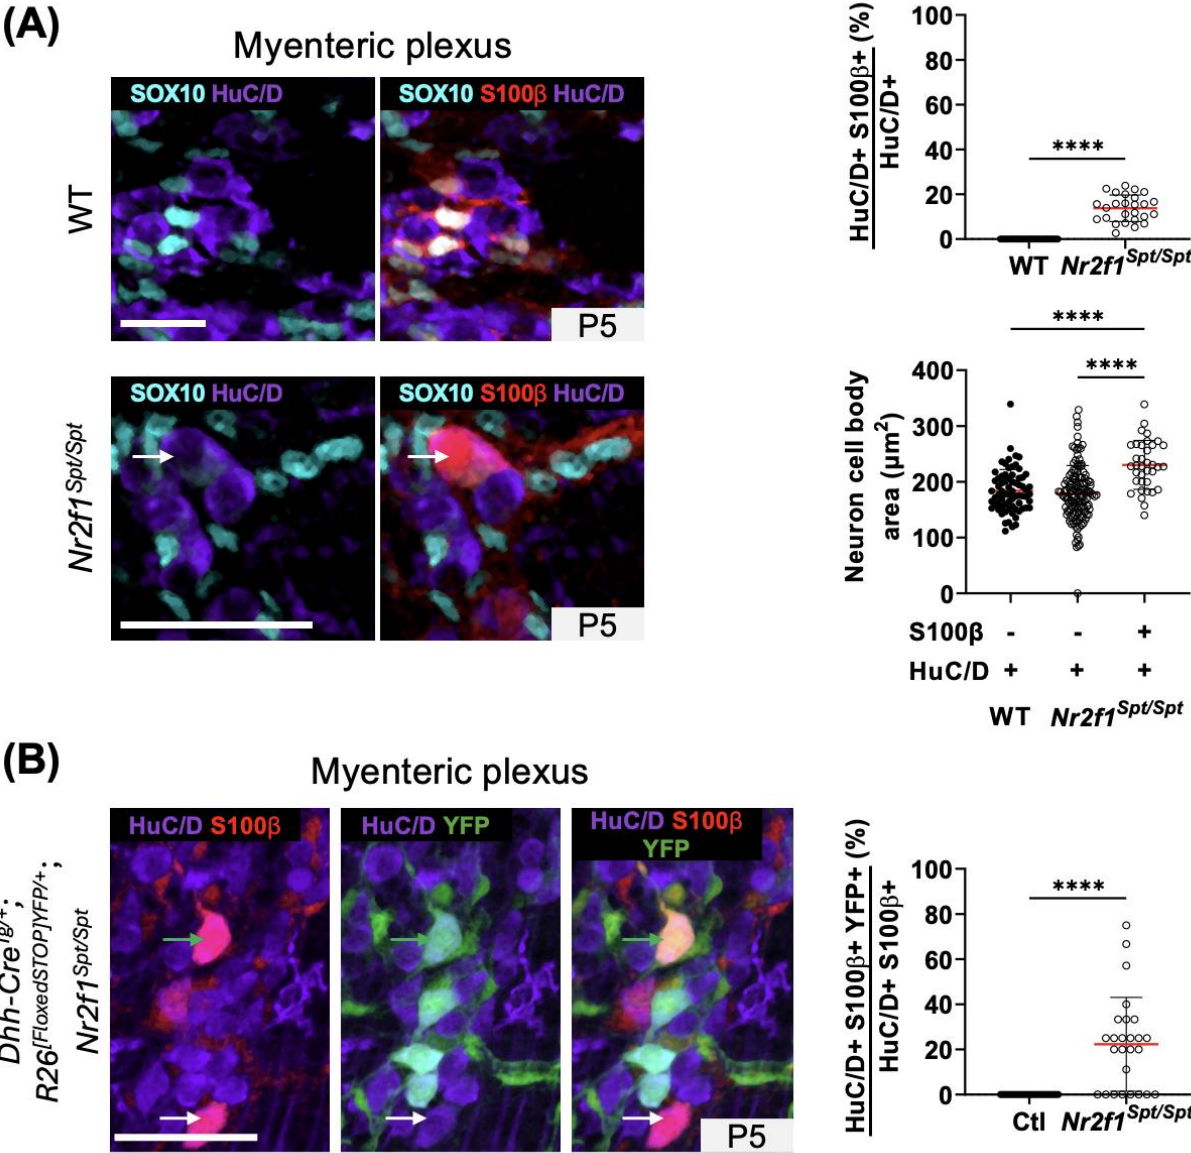 (A)
Myenteric plexus
WT
SOX10 HuC/D
SOX10 S100β HuC/D
P5
Nr2f1Spt/Spt
SOX10 HuC/D
SOX10 S100β HuC/D
P5
HuC/D+ S100β+ (%)
HuC/D+
100
80
60
40
20
0
****
WT Nr2f1Spt/Spt
Neuron cell body
area (μm2)
400
300
200
100
0
****
****
S100β - - +
HuC/D + + +
WT Nr2f1Spt/Spt
(B)
Myenteric plexus
Dhh-CreTg/+;
R26[FloxedSTOP]YFP/+;
Nr2f1Spt/Spt
HuC/D S100β
HuC/D YFP
HuC/D S100β
YFP
P5
HuC/D+ S100β+ YFP+ (%)
HuC/D+ S100β+
100
80
60
40
20
0
****
Ctl Nr2f1Spt/Spt